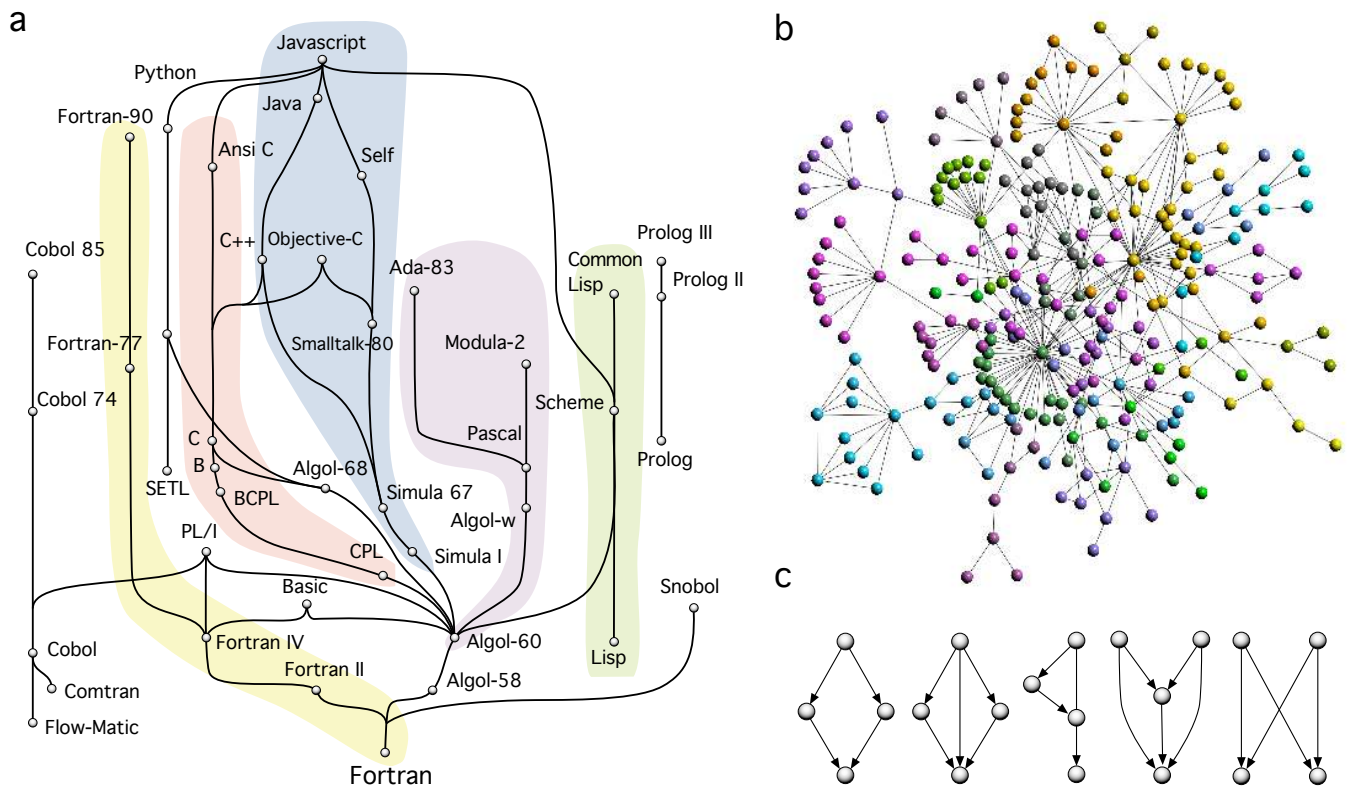 a
Javascript
Python
Java
Fortran-90
Ansi C
Self
C++
Objective-C
Cobol 85
Ada-83
Common
Lisp
Prolog III
Prolog II
Fortran-77
Smalltalk-80
Modula-2
Cobol 74
Scheme
C
Pascal
Prolog
B
Algol-68
SETL
BCPL
Simula 67
Algol-w
PL/I
CPL
Simula I
Basic
Snobol
Cobol
Fortran IV
Algol-60
Lisp
Fortran II
Algol-58
Comtran
Flow-Matic
Fortran
b
c